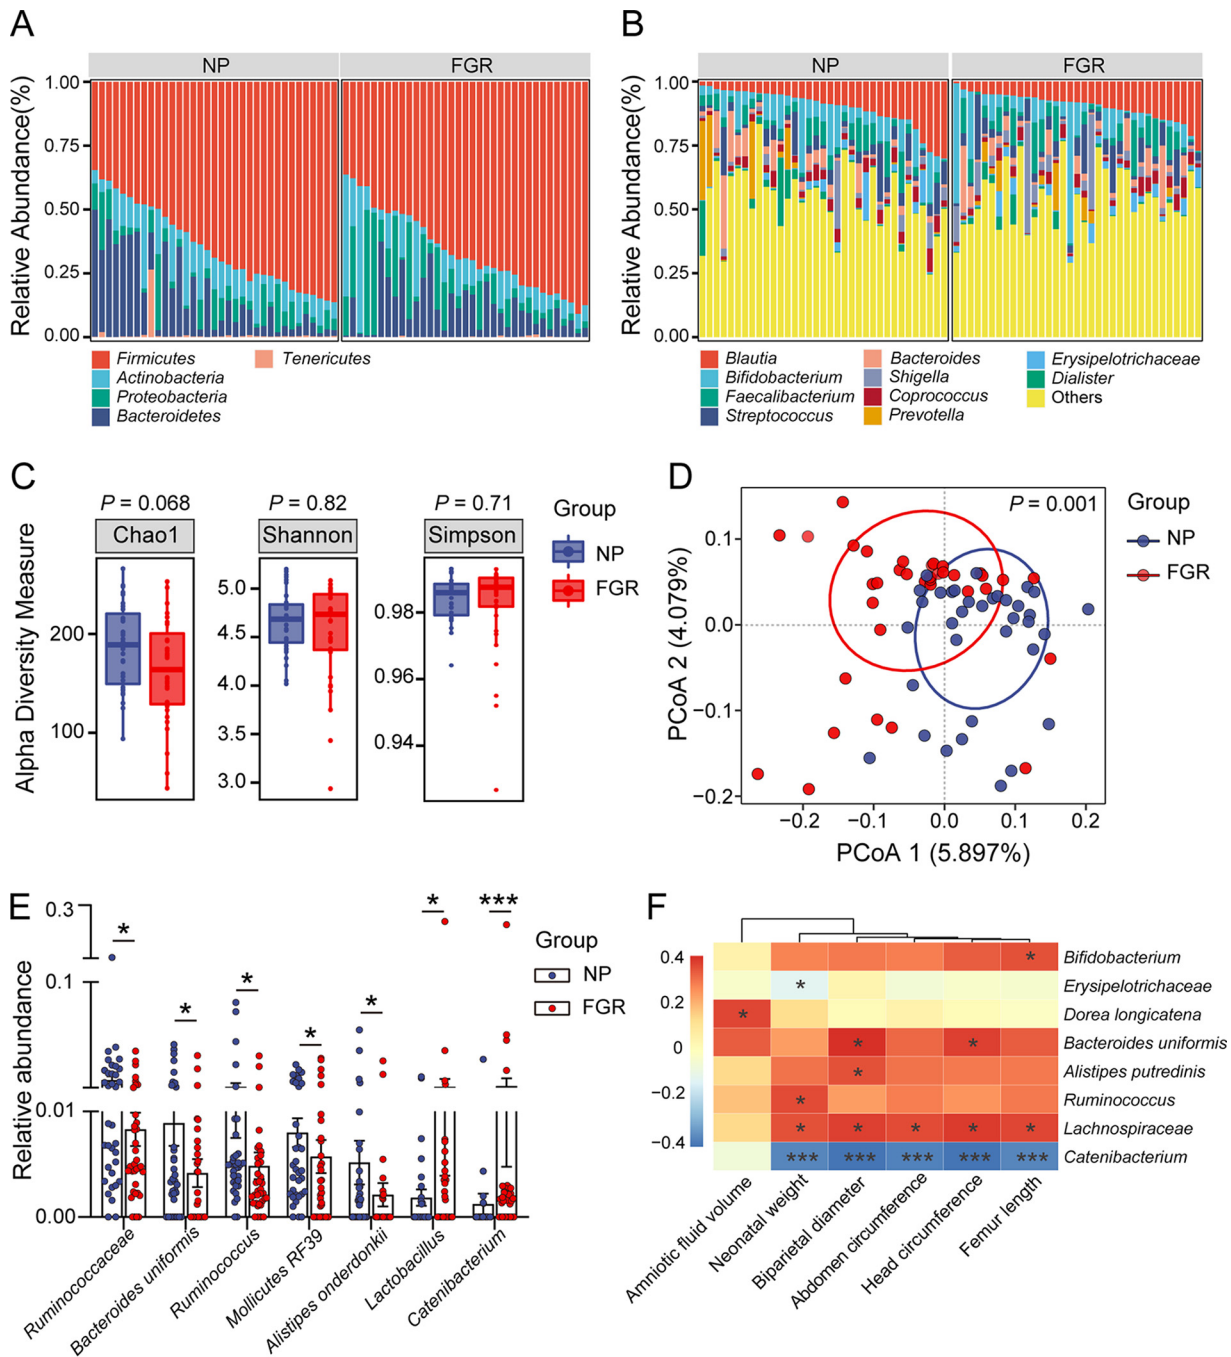 A
NP FGR
Relative Abundance(%)
1.00
0.75
0.50
0.25
0.00
Firmicutes Tenericutes
Actinobacteria
Proteobacteria
Bacteroidetes
B
NP FGR
Relative Abundance(%)
1.00
0.75
0.50
0.25
0.00
Blautia Bacteroides Erysipelotrichaceae
Bifidobacterium Shigella Dialister
Faecalibacterium Coprococcus Others
Streptococcus Prevotella
C
P = 0.068 P = 0.82 P = 0.71
Chao1 Shannon Simpson
Alpha Diversity Measure
200
100
5.0
4.5
4.0
3.5
3.0
0.98
0.96
0.94
Group
NP
FGR
D
P = 0.001
PCoA 2 (4.079%)
0.1
0.0
−0.1
−0.2
−0.2 −0.1 0.0 0.1 0.2
PCoA 1 (5.897%)
Group
NP
FGR
E
Relative abundance
0.3
0.1
0.01
0.00
* * * * * * ***
Group
NP
FGR
Ruminoccaceae
Bacteroides uniformis
Ruminococcus
Mollicutes RF39
Alistipes onderdonkii
Lactobacillus
Catenibacterium
F
0.4
0.2
0
−0.2
−0.4
* Bifidobacterium
* Erysipelotrichaceae
* Dorea longicatena
* * Bacteroides uniformis
* Alistipes putredinis
* Ruminococcus
* * * * * Lachnospiraceae
*** *** *** *** *** Catenibacterium
Amniotic fluid volume
Neonatal weight
Biparietal diameter
Abdomen circumference
Head circumference
Femur length